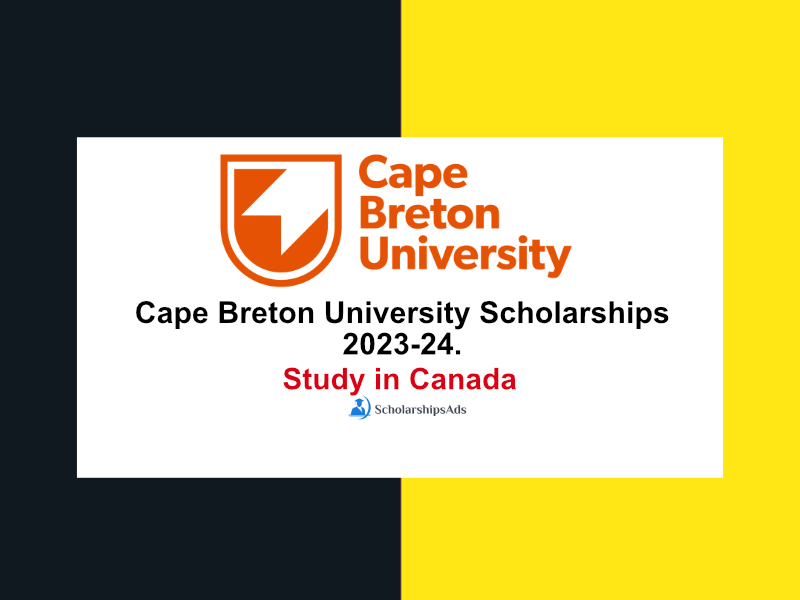 Cape
Breton
University
Cape Breton University Scholarships
2023-24.
Study in Canada
ScholarshipsAds